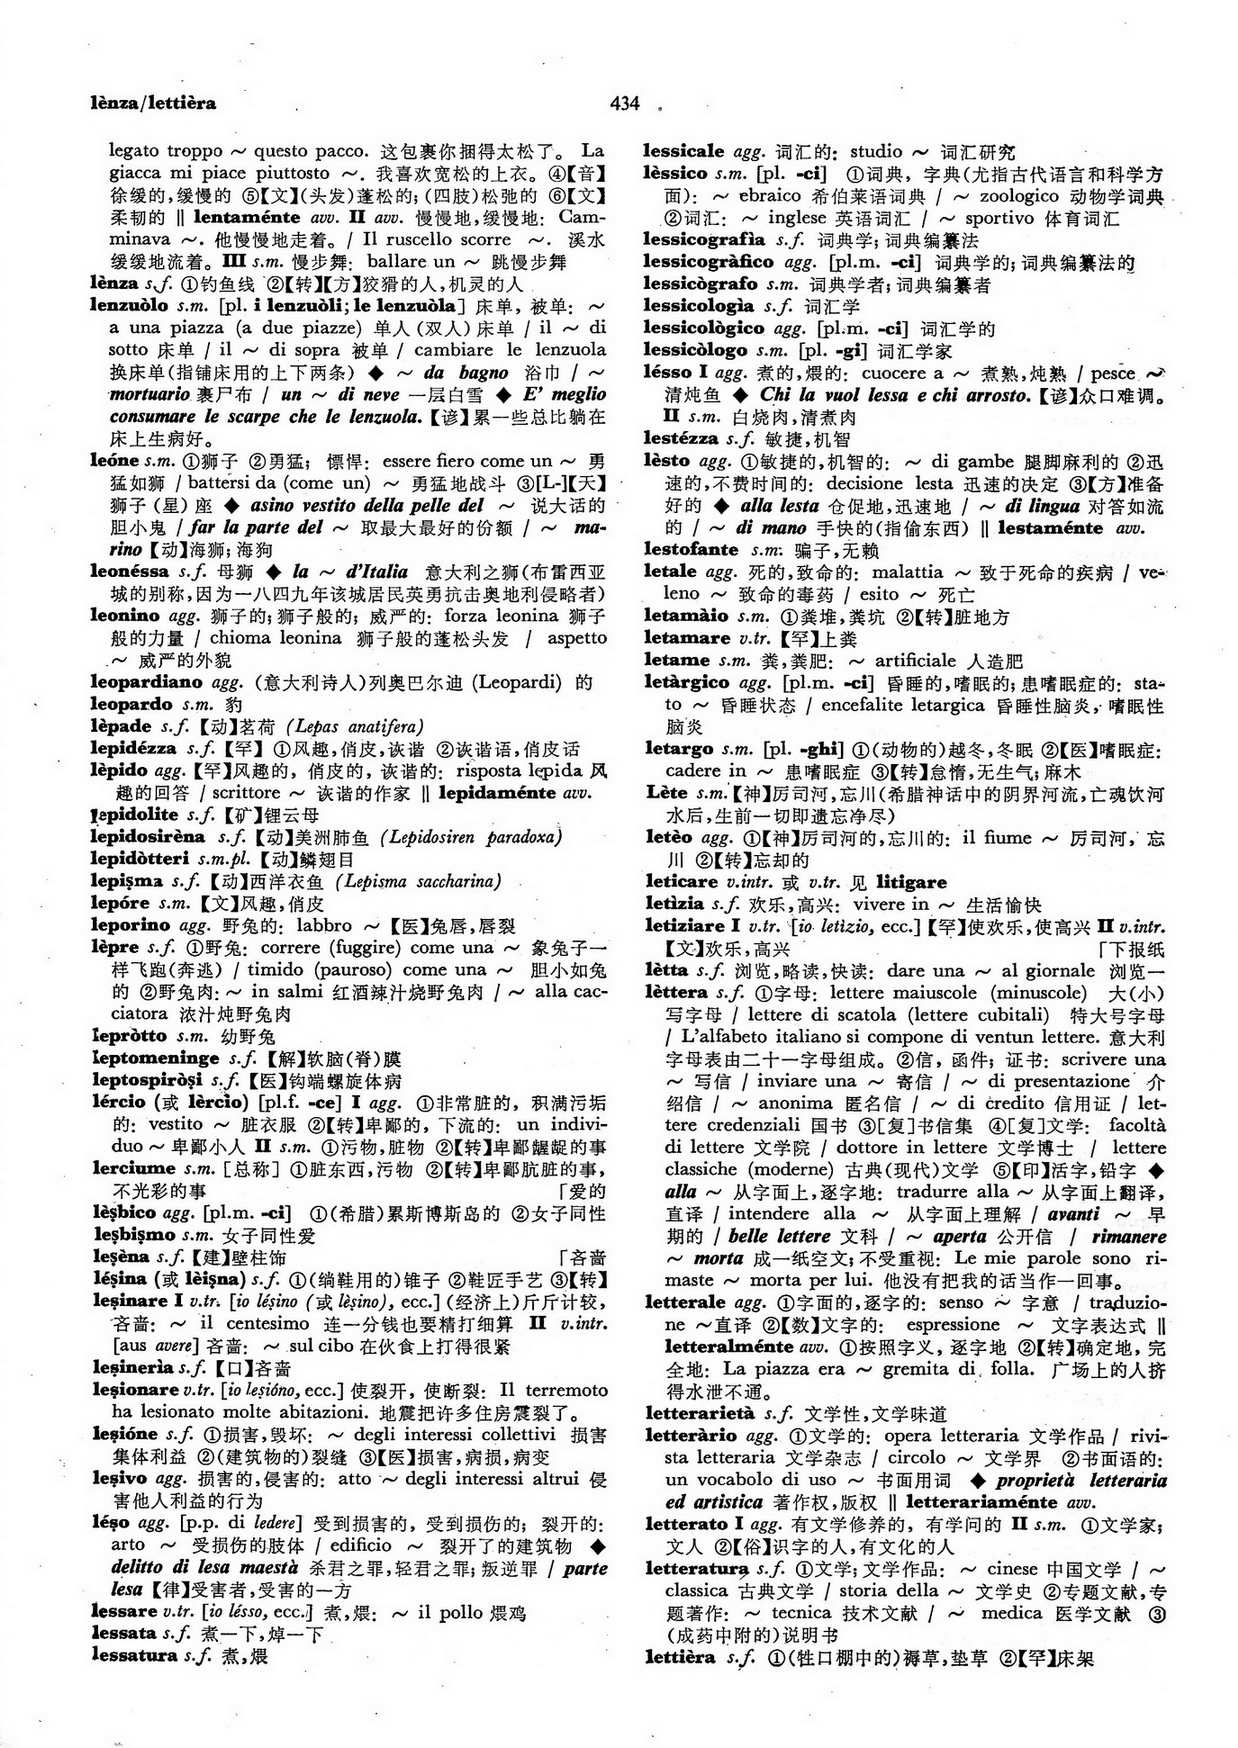 lènza/lettièra
434
legato troppo ～ questo pacco. 这包裹你捆得太松了。 La
giacca mi piace piuttosto ～. 我喜欢宽松的上衣。④【音】
徐缓的,缓慢的 ⑤【文】(头发)蓬松的; (四肢)松弛的 ⑥【文】
柔韧的 ‖ lentaménte avv. II avv. 慢慢地,缓慢地: Cam-
minava ～. 他慢慢地走着。/ Il ruscello scorre ～. 溪水
缓缓地流着。III s.m. 慢步舞: ballare un ～ 跳慢步舞
lènza s.f. ①钓鱼线 ②【转】【方】狡猾的人,机灵的人
lenzuòlo s.m. [pl. i lenzuòli; le lenzuòla] 床单, 被单: ～
a una piazza (a due piazze) 单人(双人)床单 / il ～ di
sotto 床单 / il ～ di sopra 被单 / cambiare le lenzuola
换床单(指铺床用的上下两条) ◆ ～ da bagno 浴巾 / ～
mortuario 裹尸布 / un ～ di neve 一层白雪 ◆ E' meglio
consumare le scarpe che le lenzuola.【谚】累一些总比躺在
床上生病好。
leóne s.m. ①狮子 ②勇猛; 慓悍: essere fiero come un ～ 勇
猛如狮 / battersi da (come un) ～ 勇猛地战斗 ③[L-]【天】
狮子(星)座 ◆ asino vestito della pelle del ～ 说大话的
胆小鬼 / far la parte del ～ 取最大最好的份额 / ～ ma-
rino【动】海狮; 海狗
leonéssa s.f. 母狮 ◆ la ～ d'Italia 意大利之狮(布雷西亚
城的别称,因为一八四九年该城居民英勇抗击奥地利侵略者)
leonino agg. 狮子的; 狮子般的; 威严的: forza leonina 狮子
般的力量 / chioma leonina 狮子般的蓬松头发 / aspetto
～ 威严的外貌
leopardiano agg. (意大利诗人)列奥巴尔迪 (Leopardi) 的
leopardo s.m. 豹
lèpade s.f.【动】茗荷 (Lepas anatifera)
lepidézza s.f.【罕】①风趣,俏皮,诙谐 ②诙谐语,俏皮话
lèpido agg.【罕】风趣的, 俏皮的, 诙谐的: risposta lepida 风
趣的回答 / scrittore ～ 诙谐的作家 ‖ lepidaménte avv.
lepidolite s.f.【矿】锂云母
lepidosirèna s.f.【动】美洲肺鱼 (Lepidosiren paradoxa)
lepidòtteri s.m.pl.【动】鳞翅目
lepişma s.f.【动】西洋衣鱼 (Lepisma saccharina)
lepóre s.m.【文】风趣,俏皮
leporino agg. 野兔的: labbro ～【医】兔唇,唇裂
lèpre s.f. ①野兔: correre (fuggire) come una ～ 象兔子一
样飞跑(奔逃) / timido (pauroso) come una ～ 胆小如兔
的 ②野兔肉: ～ in salmi 红酒辣汁烧野兔肉 / ～ alla cac-
ciatora 浓汁炖野兔肉
lepròtto s.m. 幼野兔
leptomeninge s.f.【解】软脑(脊)膜
leptospiròşi s.f.【医】钩端螺旋体病
lércio (或 lèrcio) [pl.f. -ce] I agg. ①非常脏的, 积满污垢
的: vestito ～ 脏衣服 ②【转】卑鄙的, 下流的: un indivi-
duo ～ 卑鄙小人 II s.m. ①污物,脏物 ②【转】卑鄙龌龊的事
lerciume s.m. [总称] ①脏东西,污物 ②【转】卑鄙肮脏的事,
不光彩的事 「爱的
lèşbico agg. [pl.m. -ci] ①(希腊)累斯博斯岛的 ②女子同性
leşbişmo s.m. 女子同性爱
leşèna s.f.【建】壁柱饰 「吝啬
léşina (或 lèişna) s.f. ①(绱鞋用的)锥子 ②鞋匠手艺 ③【转】
leşinare I v.tr. [io léşino (或 lèşino), ecc.] (经济上)斤斤计较,
吝啬: ～ il centesimo 连一分钱也要精打细算 II v.intr.
[aus avere] 吝啬: ～ sul cibo 在伙食上打得很紧
leşinerìa s.f.【口】吝啬
leşionare v.tr. [io leşióno, ecc.] 使裂开, 使断裂: Il terremoto
ha lesionato molte abitazioni. 地震把许多住房震裂了。
leşióne s.f. ①损害,毁坏: ～ degli interessi collettivi 损害
集体利益 ②(建筑物的)裂缝 ③【医】损害,病损,病变
leşivo agg. 损害的,侵害的: atto ～ degli interessi altrui 侵
害他人利益的行为
léşo agg. [p.p. di ledere] 受到损害的, 受到损伤的; 裂开的:
arto ～ 受损伤的肢体 / edificio ～ 裂开了的建筑物 ◆
delitto di lesa maestà 杀君之罪,轻君之罪; 叛逆罪 / parte
lesa【律】受害者,受害的一方
lessare v.tr. [io lésso, ecc.] 煮,煨: ～ il pollo 煨鸡
lessata s.f. 煮一下,焯一下
lessatura s.f. 煮,煨
lessicale agg. 词汇的: studio ～ 词汇研究
lèssico s.m. [pl. -ci] ①词典, 字典(尤指古代语言和科学方
面): ～ ebraico 希伯莱语词典 / ～ zoologico 动物学词典
②词汇: ～ inglese 英语词汇 / ～ sportivo 体育词汇
lessicografìa s.f. 词典学; 词典编纂法
lessicogràfico agg. [pl.m. -ci] 词典学的; 词典编纂法的
lessicògrafo s.m. 词典学者; 词典编纂者
lessicologìa s.f. 词汇学
lessicològico agg. [pl.m. -ci] 词汇学的
lessicòlogo s.m. [pl. -gi] 词汇学家
lésso I agg. 煮的,煨的: cuocere a ～ 煮熟,炖熟 / pesce ～
清炖鱼 ◆ Chi la vuol lessa e chi arrosto.【谚】众口难调。
II s.m. 白烧肉,清煮肉
lestézza s.f. 敏捷,机智
lèsto agg. ①敏捷的,机智的: ～ di gambe 腿脚麻利的 ②迅
速的,不费时间的: decisione lesta 迅速的决定 ③【方】准备
好的 ◆ alla lesta 仓促地,迅速地 / ～ di lingua 对答如流
的 / ～ di mano 手快的(指偷东西) ‖ lestaménte avv.
lestofante s.m. 骗子,无赖
letale agg. 死的,致命的: malattia ～ 致于死命的疾病 / ve-
leno ～ 致命的毒药 / esito ～ 死亡
letamàio s.m. ①粪堆,粪坑 ②【转】脏地方
letamare v.tr.【罕】上粪
letame s.m. 粪,粪肥: ～ artificiale 人造肥
letàrgico agg. [pl.m. -ci] 昏睡的,嗜眠的; 患嗜眠症的: sta-
to ～ 昏睡状态 / encefalite letargica 昏睡性脑炎, 嗜眠性
脑炎
letargo s.m. [pl. -ghi] ①(动物的)越冬,冬眠 ②【医】嗜眠症:
cadere in ～ 患嗜眠症 ③【转】怠惰,无生气; 麻木
Lète s.m.【神】厉司河,忘川(希腊神话中的阴界河流,亡魂饮河
水后,生前一切即遗忘净尽)
letèo agg. ①【神】厉司河的,忘川的: il fiume ～ 厉司河, 忘
川 ②【转】忘却的
leticare v.intr. 或 v.tr. 见 litigare
letìzia s.f. 欢乐,高兴: vivere in ～ 生活愉快
letiziare I v.tr. [io letìzio, ecc.]【罕】使欢乐,使高兴 II v.intr.
【文】欢乐,高兴 「下报纸
lètta s.f. 浏览,略读,快读: dare una ～ al giornale 浏览一
lèttera s.f. ①字母: lettere maiuscole (minuscole) 大(小)
写字母 / lettere di scatola (lettere cubitali) 特大号字母
/ L'alfabeto italiano si compone di ventun lettere. 意大利
字母表由二十一字母组成。②信, 函件; 证书: scrivere una
～ 写信 / inviare una ～ 寄信 / ～ di presentazione 介
绍信 / ～ anonima 匿名信 / ～ di credito 信用证 / let-
tere credenziali 国书 ③[复]书信集 ④[复]文学: facoltà
di lettere 文学院 / dottore in lettere 文学博士 / lettere
classiche (moderne) 古典(现代)文学 ⑤【印】活字,铅字 ◆
alla ～ 从字面上,逐字地: tradurre alla ～ 从字面上翻译,
直译 / intendere alla ～ 从字面上理解 / avanti ～ 早
期的 / belle lettere 文科 / ～ aperta 公开信 / rimanere
～ morta 成一纸空文; 不受重视: Le mie parole sono ri-
maste ～ morta per lui. 他没有把我的话当作一回事。
letterale agg. ①字面的,逐字的: senso ～ 字意 / traduzio-
ne ～直译 ②【数】文字的: espressione ～ 文字表达式 ‖
letteralménte avv. ①按照字义, 逐字地 ②【转】确定地, 完
全地: La piazza era ～ gremita di folla. 广场上的人挤
得水泄不通。
letterarietà s.f. 文学性,文学味道
letteràrio agg. ①文学的: opera letteraria 文学作品 / rivi-
sta letteraria 文学杂志 / circolo ～ 文学界 ②书面语的:
un vocabolo di uso ～ 书面用词 ◆ proprietà letteraria
ed artistica 著作权,版权 ‖ letterariaménte avv.
letterato I agg. 有文学修养的, 有学问的 II s.m. ①文学家;
文人 ②【俗】识字的人,有文化的人
letteratura s.f. ①文学; 文学作品: ～ cinese 中国文学 / ～
classica 古典文学 / storia della ～ 文学史 ②专题文献,专
题著作: ～ tecnica 技术文献 / ～ medica 医学文献 ③
(成药中附的)说明书
lettièra s.f. ①(牲口棚中的)褥草,垫草 ②【罕】床架